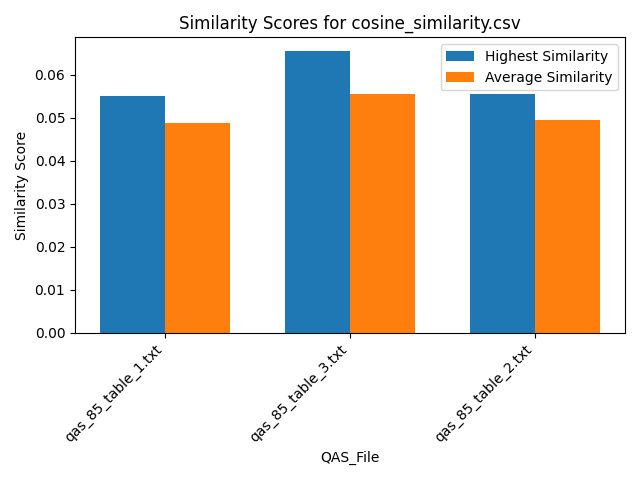 Similarity Scores for cosine_similarity.csv
Highest Similarity
Average Similarity
Similarity Score
0.06
0.05
0.04
0.03
0.02
0.01
0.00
qas_85_table_1.txt
qas_85_table_3.txt
qas_85_table_2.txt
QAS_File